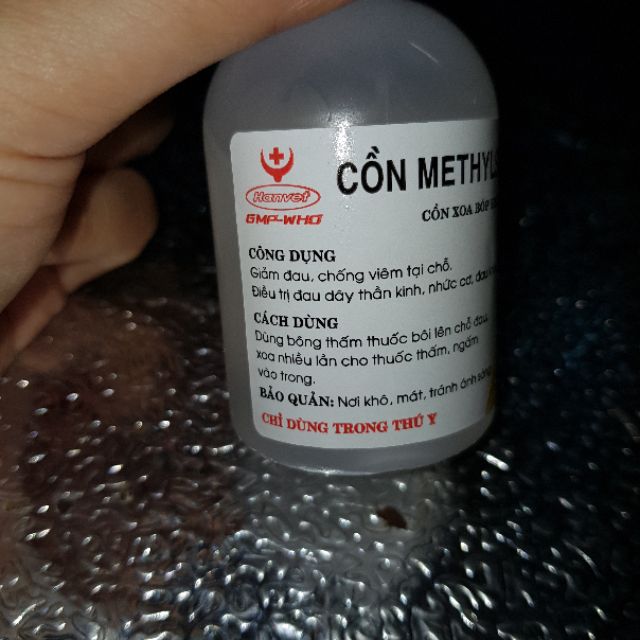 CỒN METHYL
Hanvet
GMP-WHO
CỒN XOA BÓP
CÔNG DỤNG
Giảm đau, chống viêm tại chỗ.
Điều trị đau dây thần kinh, nhức cơ,
CÁCH DÙNG
Dùng bông thấm thuốc bôi lên chỗ đau,
xoa nhiều lần cho thuốc thấm, ngấm
vào trong.
BẢO QUẢN: Nơi khô, mát, tránh ánh sáng
CHỈ DÙNG TRONG THÚ Y